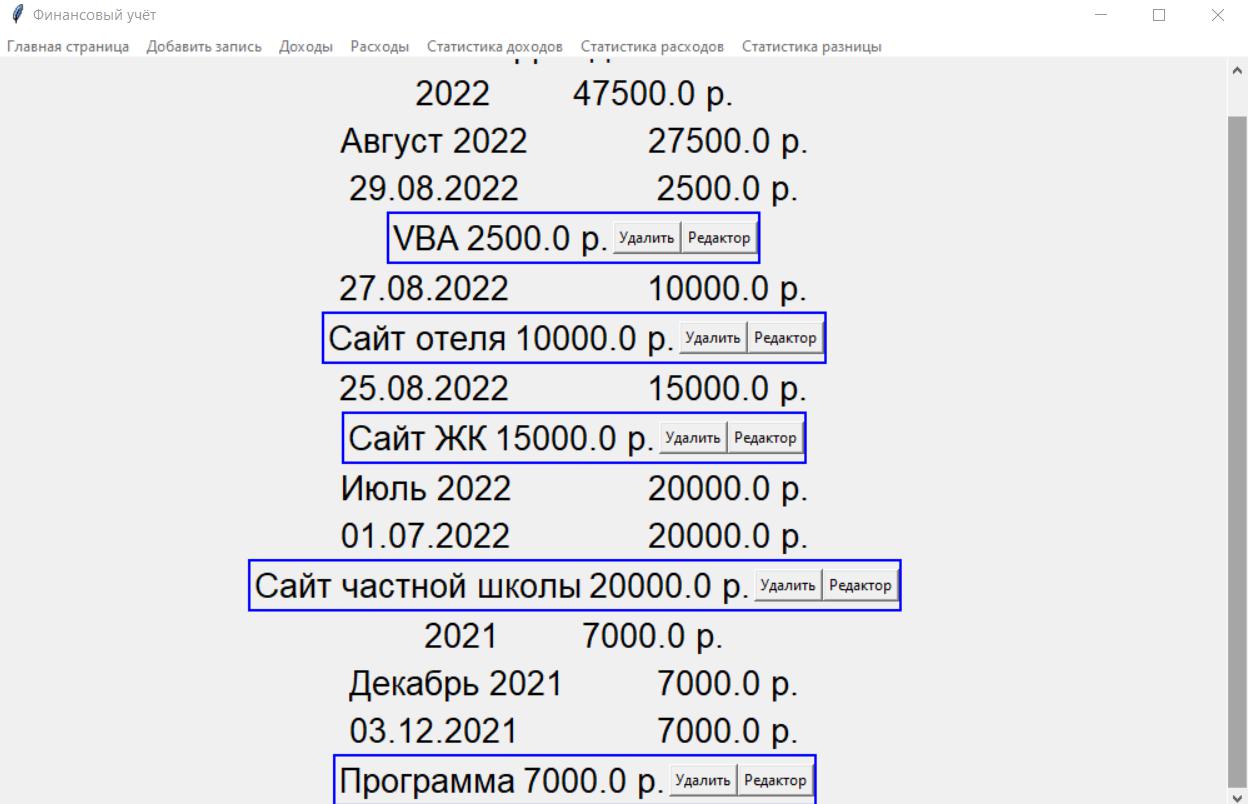 Финансовый учёт
Главная страница Добавить запись Доходы Расходы Статистика доходов Статистика расходов Статистика разницы
2022 47500.0 р.
Август 2022 27500.0 р.
29.08.2022 2500.0 р.
VBA 2500.0 р. Удалить Редактор
27.08.2022 10000.0 р.
Сайт отеля 10000.0 р. Удалить Редактор
25.08.2022 15000.0 р.
Сайт ЖК 15000.0 р. Удалить Редактор
Июль 2022 20000.0 р.
01.07.2022 20000.0 р.
Сайт частной школы 20000.0 р. Удалить Редактор
2021 7000.0 р.
Декабрь 2021 7000.0 р.
03.12.2021 7000.0 р.
Программа 7000.0 р. Удалить Редактор